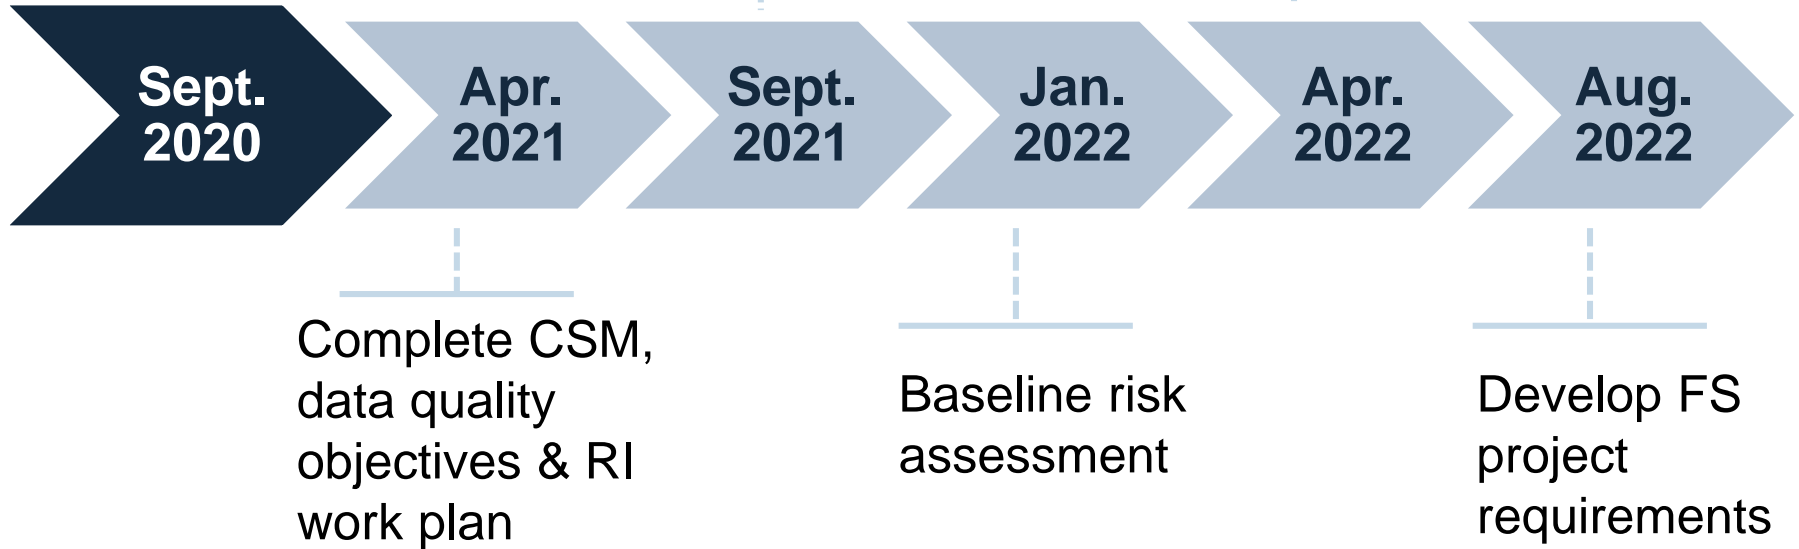 Sept.
2020
Apr.
2021
Sept.
2021
Jan.
2022
Apr.
2022
Aug.
2022
Complete CSM,
data quality
objectives & RI
work plan
Baseline risk
assessment
Develop FS
project
requirements